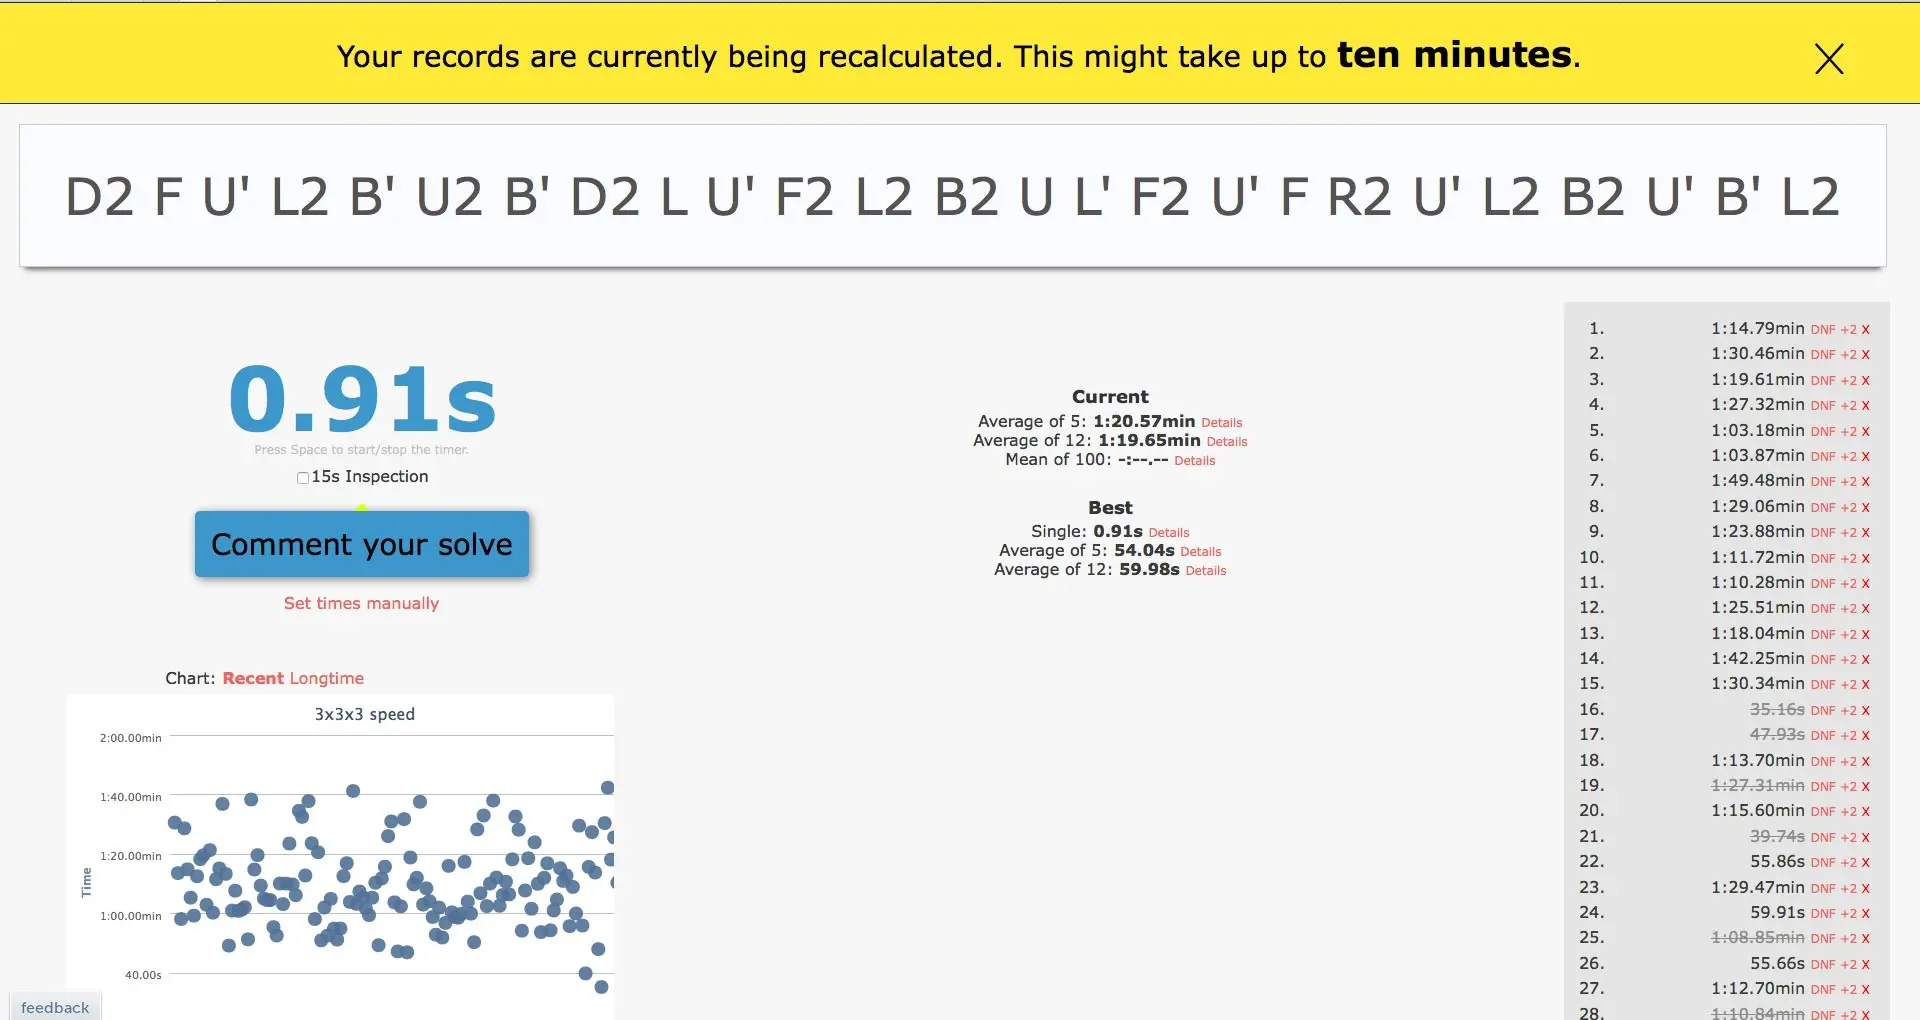 Your records are currently being recalculated. This might take up to ten minutes.
D2 F U' L2 B' U2 B' D2 L U' F2 L2 B2 U L' F2 U' F R2 U' L2 B2 U' B' L2
0.91s
Press Space to start/stop the timer.
15s Inspection
Comment your solve
Set times manually
Chart: Recent Longtime
3x3x3 speed
2:00.00min
1:40.00min
1:20.00min
1:00.00min
40.00s
Time
feedback
Current
Average of 5: 1:20.57min Details
Average of 12: 1:19.65min Details
Mean of 100: -:--.-- Details
Best
Single: 0.91s Details
Average of 5: 54.04s Details
Average of 12: 59.98s Details
1. 1:14.79min DNF +2 X
2. 1:30.46min DNF +2 X
3. 1:19.61min DNF +2 X
4. 1:27.32min DNF +2 X
5. 1:03.18min DNF +2 X
6. 1:03.87min DNF +2 X
7. 1:49.48min DNF +2 X
8. 1:29.06min DNF +2 X
9. 1:23.88min DNF +2 X
10. 1:11.72min DNF +2 X
11. 1:10.28min DNF +2 X
12. 1:25.51min DNF +2 X
13. 1:18.04min DNF +2 X
14. 1:42.25min DNF +2 X
15. 1:30.34min DNF +2 X
16. 35.16s DNF +2 X
17. 47.93s DNF +2 X
18. 1:13.70min DNF +2 X
19. 1:27.31min DNF +2 X
20. 1:15.60min DNF +2 X
21. 39.74s DNF +2 X
22. 55.86s DNF +2 X
23. 1:29.47min DNF +2 X
24. 59.91s DNF +2 X
25. 1:08.85min DNF +2 X
26. 55.66s DNF +2 X
27. 1:12.70min DNF +2 X
28. 1:10.84min DNF +2 X